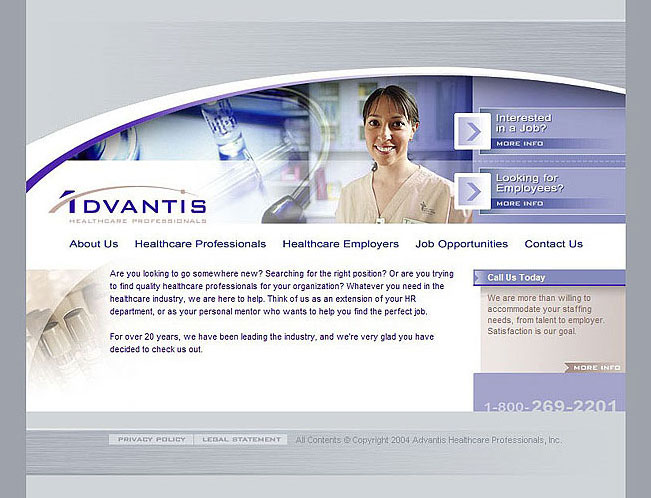 Interested
in a Job?
MORE INFO
Looking for
Employees?
MORE INFO
ADVANTIS
HEALTHCARE PROFESSIONALS
About Us Healthcare Professionals Healthcare Employers Job Opportunities Contact Us
Are you looking to go somewhere new? Searching for the right position? Or are you trying
to find quality healthcare professionals for your organization? Whatever you need in the
healthcare industry, we are here to help. Think of us as an extension of your HR
department, or as your personal mentor who wants to help you find the perfect job.
For over 20 years, we have been leading the industry, and we're very glad you have
decided to check us out.
Call Us Today
We are more than willing to
accommodate your staffing
needs, from talent to employer.
Satisfaction is our goal.
MORE INFO
1-800-269-2201
PRIVACY POLICY LEGAL STATEMENT All Contents © Copyright 2004 Advantis Healthcare Professionals, Inc.